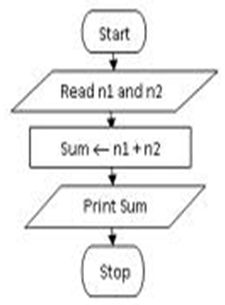 Start
Read n1 and n2
Sum ← n1 + n2
Print Sum
Stop